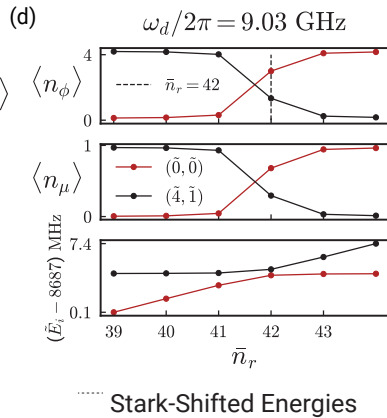 (d)
ω_d/2π = 9.03 GHz
⟩
⟨n_ϕ⟩
4
0
n̄_r = 42
⟨n_μ⟩
1
0
(0̃, 0̃)
(4̃, 1̃)
(Ẽ_i − 8687) MHz
7.4
0.1
39 40 41 42 43
n̄_r
Stark-Shifted Energies